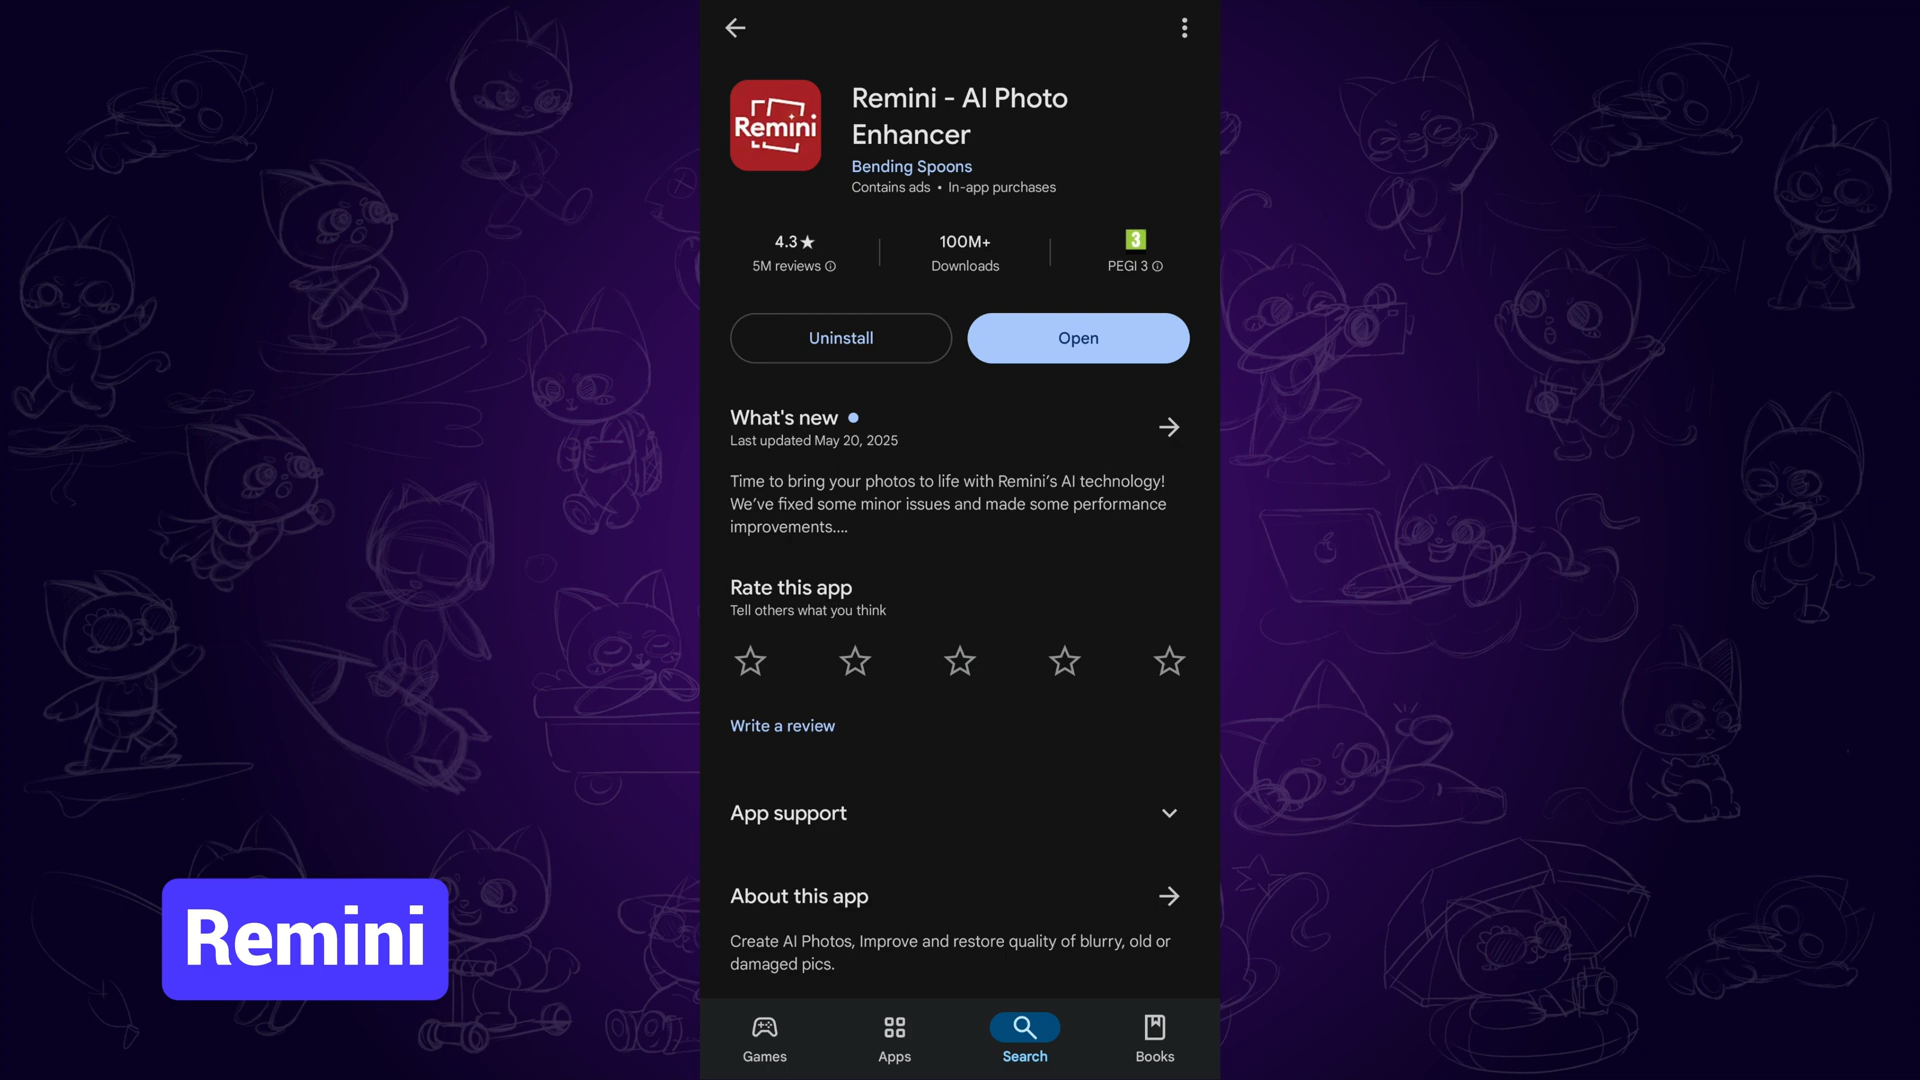 Remini
Remini - AI Photo
Enhancer
Bending Spoons
Contains ads • In-app purchases
4.3★
5M reviews
100M+
Downloads
3
PEGI 3
Uninstall
Open
What's new
Last updated May 20, 2025
Time to bring your photos to life with Remini’s AI technology!
We’ve fixed some minor issues and made some performance
improvements....
Rate this app
Tell others what you think
Write a review
App support
About this app
Create AI Photos, Improve and restore quality of blurry, old or
damaged pics.
Games
Apps
Search
Books
Remini